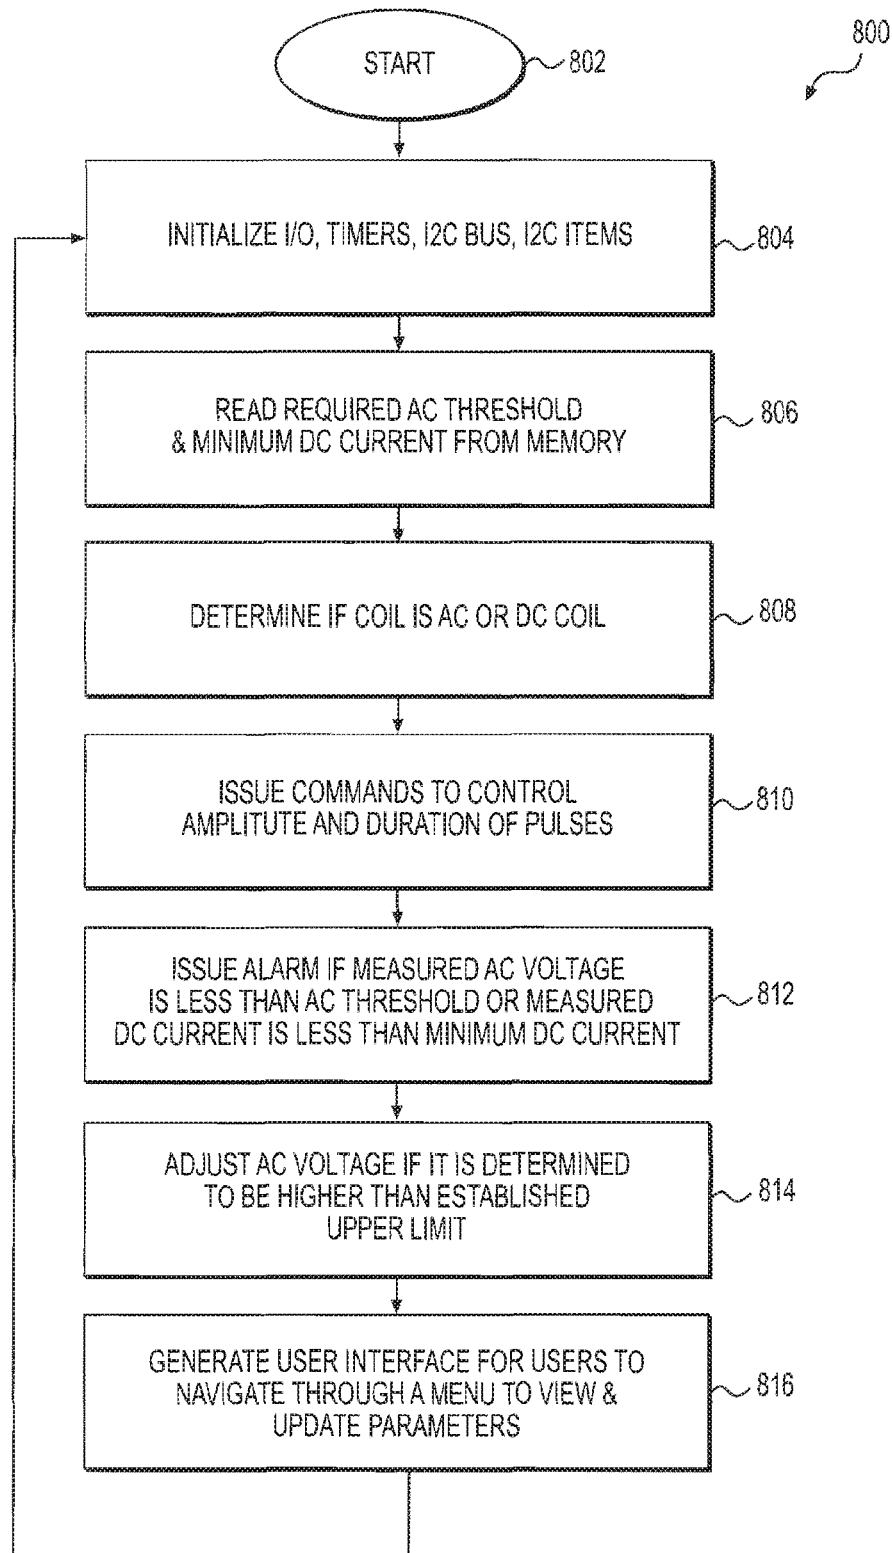 800
START
802
INITIALIZE I/O, TIMERS, I2C BUS, I2C ITEMS
804
READ REQUIRED AC THRESHOLD
& MINIMUM DC CURRENT FROM MEMORY
806
DETERMINE IF COIL IS AC OR DC COIL
808
ISSUE COMMANDS TO CONTROL
AMPLITUTE AND DURATION OF PULSES
810
ISSUE ALARM IF MEASURED AC VOLTAGE
IS LESS THAN AC THRESHOLD OR MEASURED
DC CURRENT IS LESS THAN MINIMUM DC CURRENT
812
ADJUST AC VOLTAGE IF IT IS DETERMINED
TO BE HIGHER THAN ESTABLISHED
UPPER LIMIT
814
GENERATE USER INTERFACE FOR USERS TO
NAVIGATE THROUGH A MENU TO VIEW &
UPDATE PARAMETERS
816